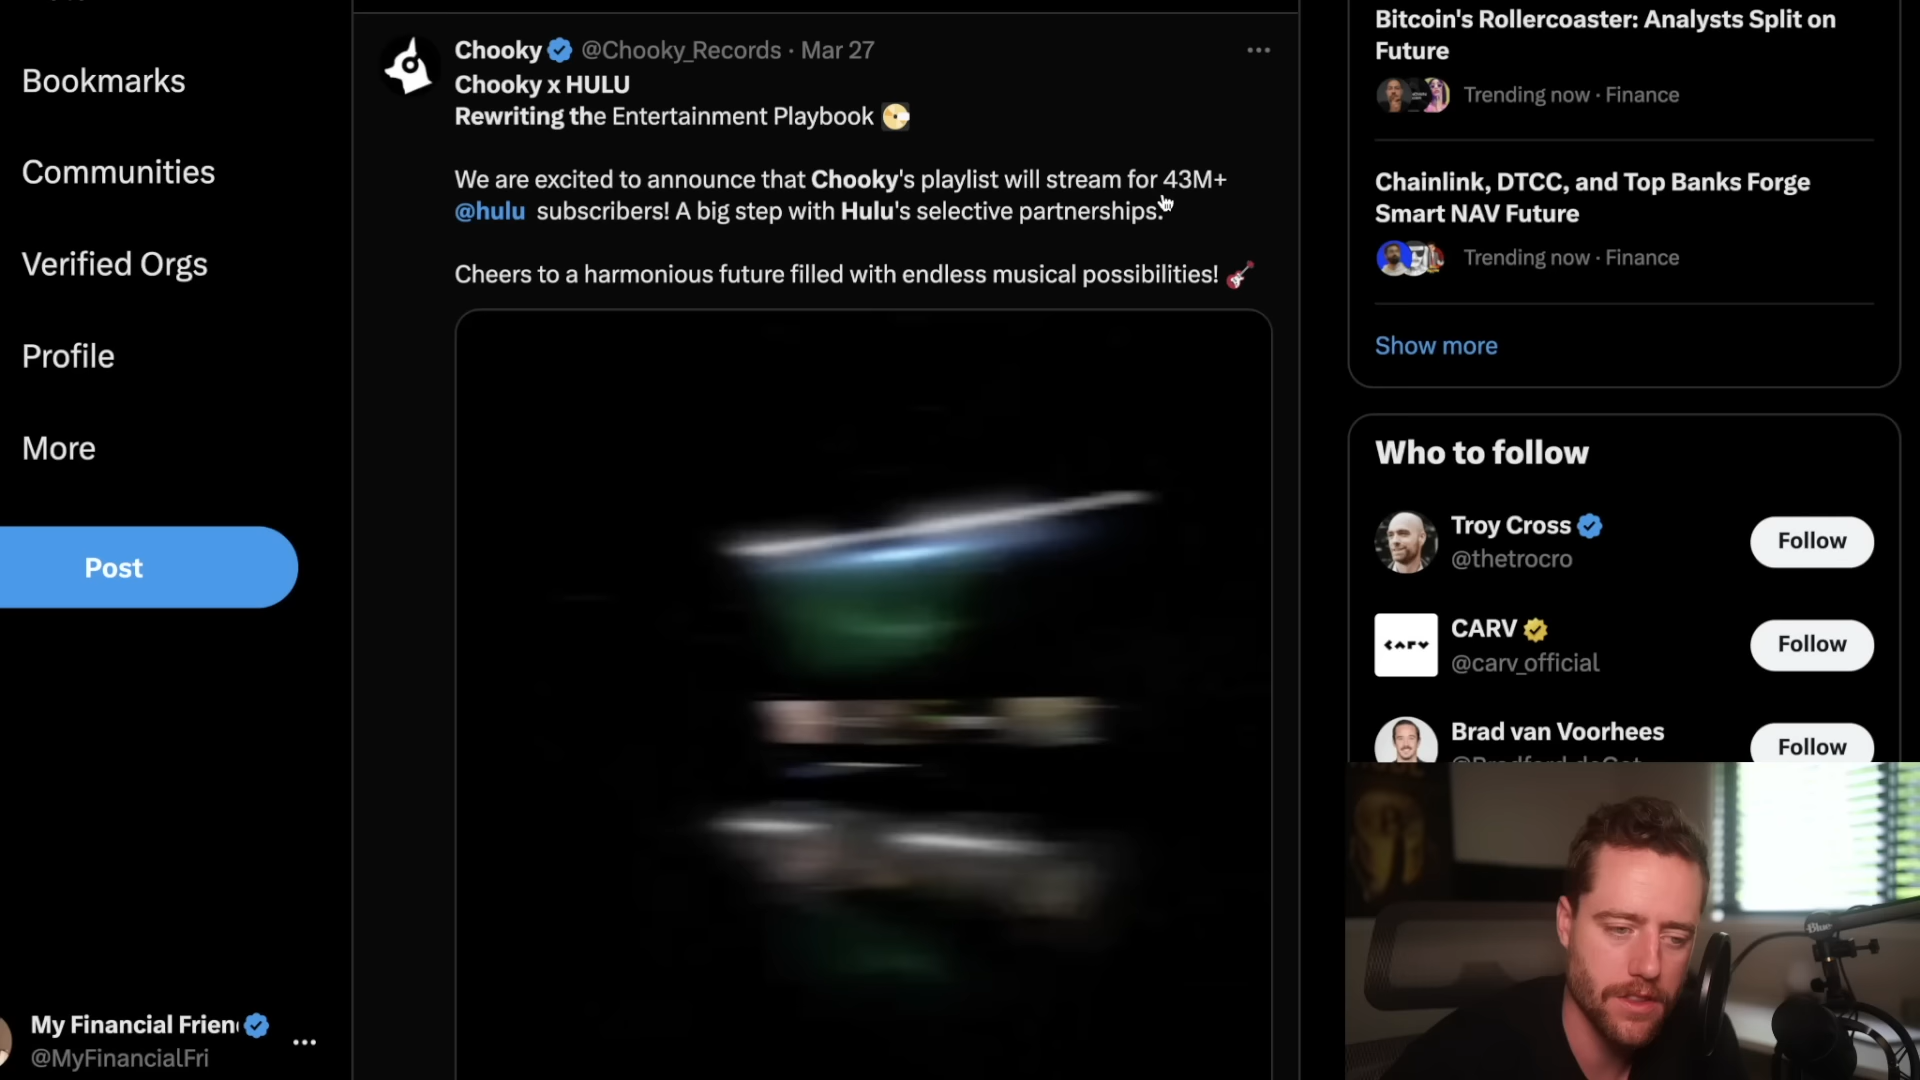 Bookmarks
Communities
Verified Orgs
Profile
More
Post
My Financial Frien
@MyFinancialFri
Chooky @Chooky_Records · Mar 27
Chooky x HULU
Rewriting the Entertainment Playbook
We are excited to announce that Chooky's playlist will stream for 43M+
@hulu subscribers! A big step with Hulu's selective partnerships.
Cheers to a harmonious future filled with endless musical possibilities!
Bitcoin's Rollercoaster: Analysts Split on
Future
Trending now · Finance
Chainlink, DTCC, and Top Banks Forge
Smart NAV Future
Trending now · Finance
Show more
Who to follow
Troy Cross
@thetrocro
Follow
CARV
@carv_official
Follow
Brad van Voorhees
Follow
Blue